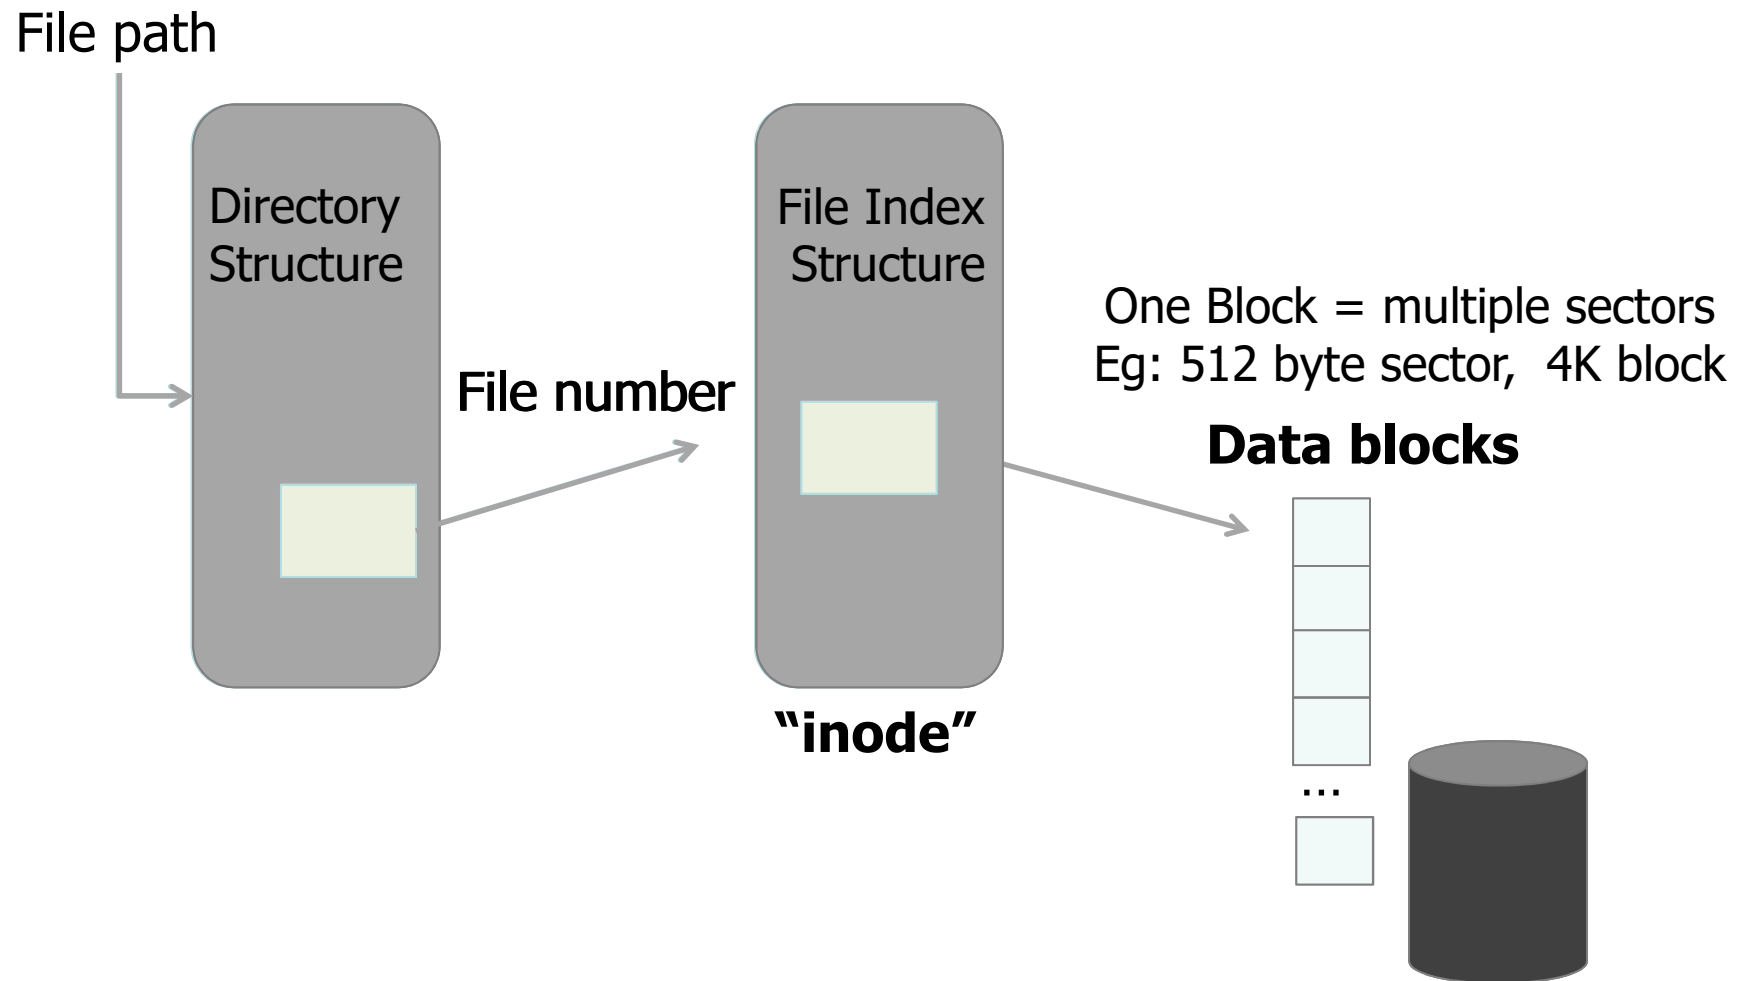 File path
Directory
Structure
File number
File Index
Structure
“inode”
One Block = multiple sectors
Eg: 512 byte sector,  4K block
Data blocks
...